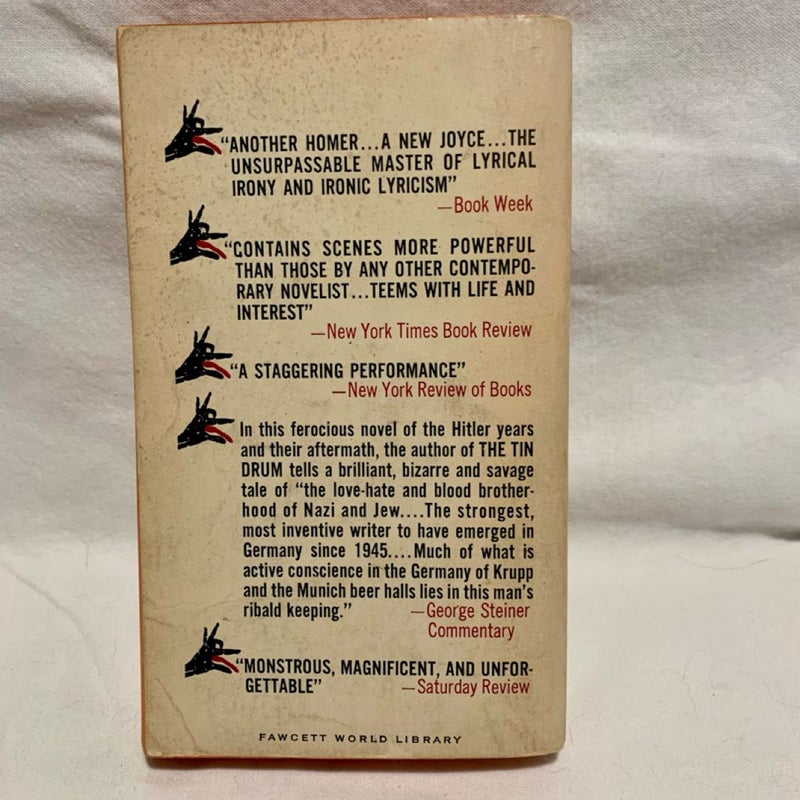 "ANOTHER HOMER...A NEW JOYCE...THE
UNSURPASSABLE MASTER OF LYRICAL
IRONY AND IRONIC LYRICISM"
—Book Week
"CONTAINS SCENES MORE POWERFUL
THAN THOSE BY ANY OTHER CONTEMPO-
RARY NOVELIST...TEEMS WITH LIFE AND
INTEREST"
—New York Times Book Review
"A STAGGERING PERFORMANCE"
—New York Review of Books
In this ferocious novel of the Hitler years
and their aftermath, the author of THE TIN
DRUM tells a brilliant, bizarre and savage
tale of "the love-hate and blood brother-
hood of Nazi and Jew....The strongest,
most inventive writer to have emerged in
Germany since 1945....Much of what is
active conscience in the Germany of Krupp
and the Munich beer halls lies in this man's
ribald keeping." —George Steiner
Commentary
"MONSTROUS, MAGNIFICENT, AND UNFOR-
GETTABLE" —Saturday Review
FAWCETT WORLD LIBRARY